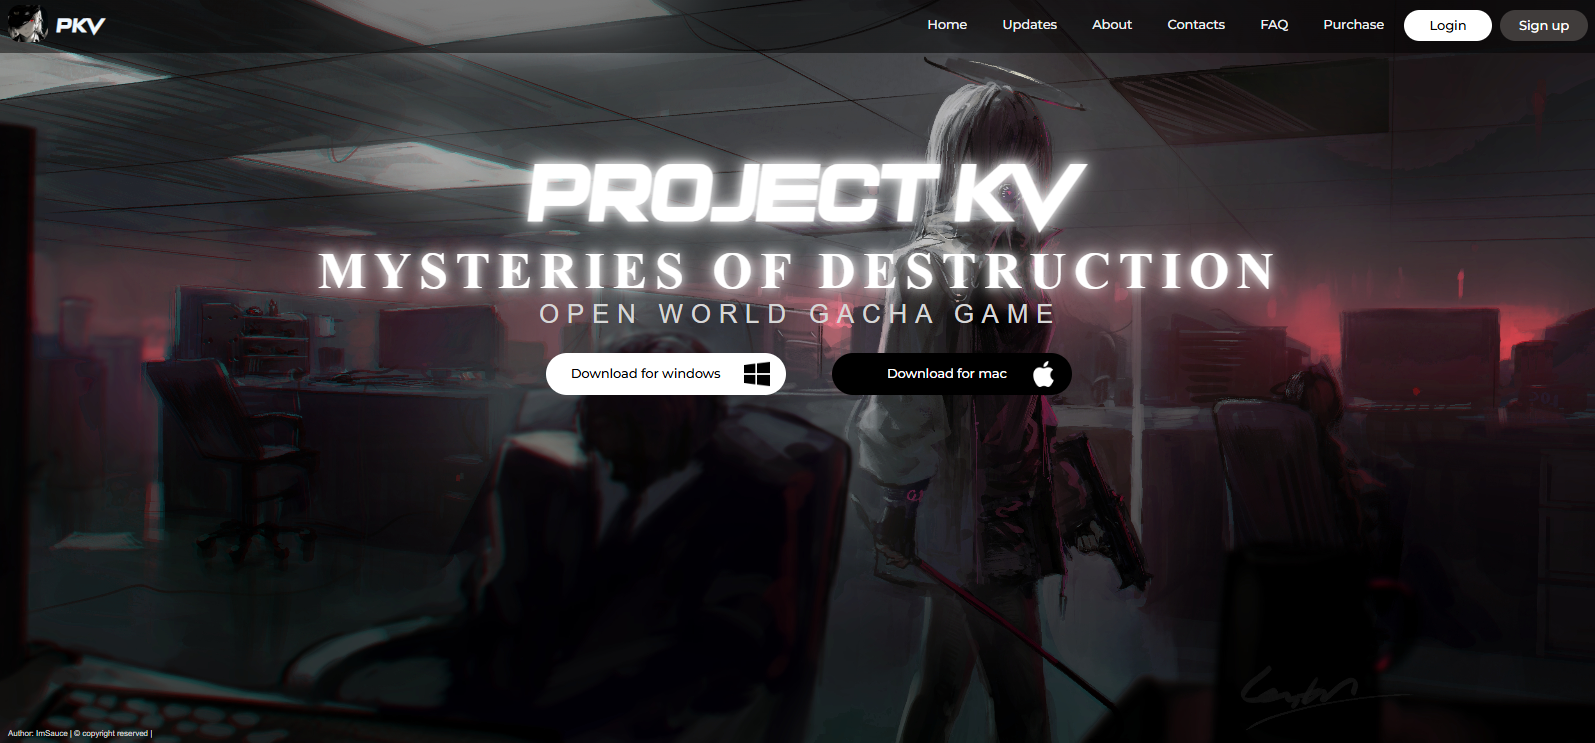 PKV
Home Updates About Contacts FAQ Purchase Login Sign up
PROJECT KV
MYSTERIES OF DESTRUCTION
OPEN WORLD GACHA GAME
Download for windows Download for mac
Author: ImSauce | © copyright reserved |